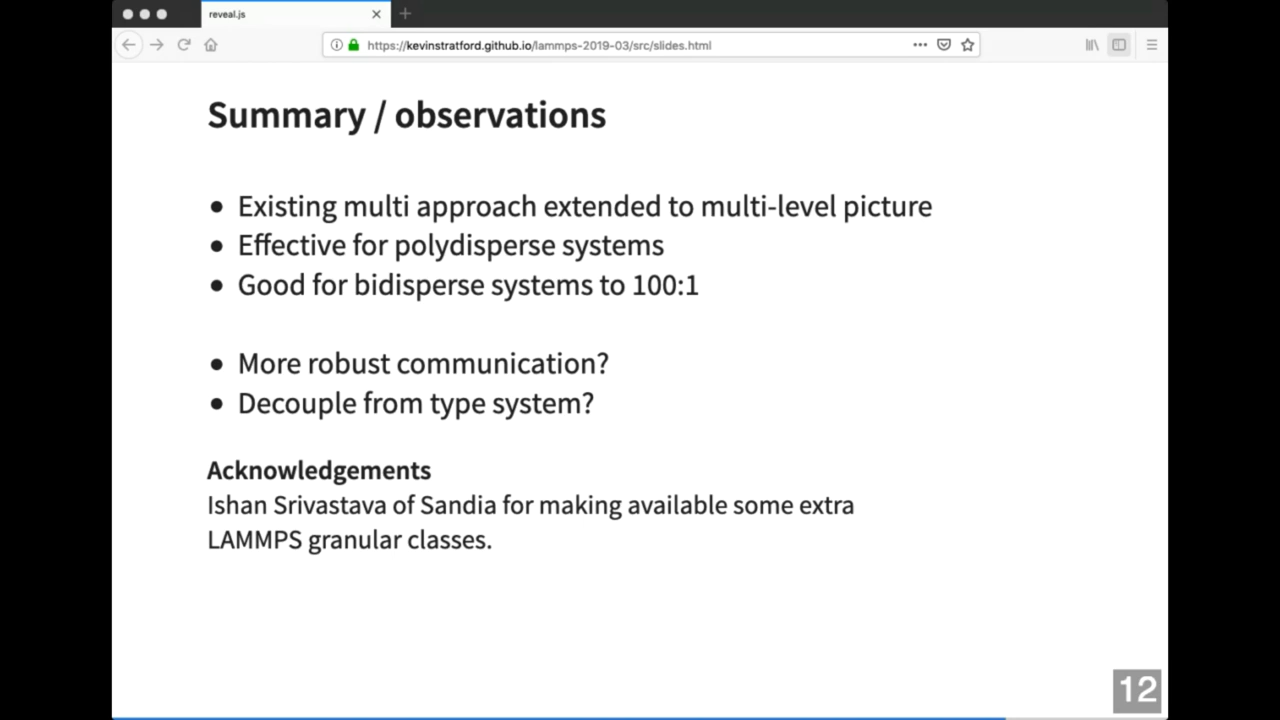 reveal.js
https://kevinstratford.github.io/lammps-2019-03/src/slides.html
Summary / observations
• Existing multi approach extended to multi-level picture
• Effective for polydisperse systems
• Good for bidisperse systems to 100:1
• More robust communication?
• Decouple from type system?
Acknowledgements
Ishan Srivastava of Sandia for making available some extra
LAMMPS granular classes.
12